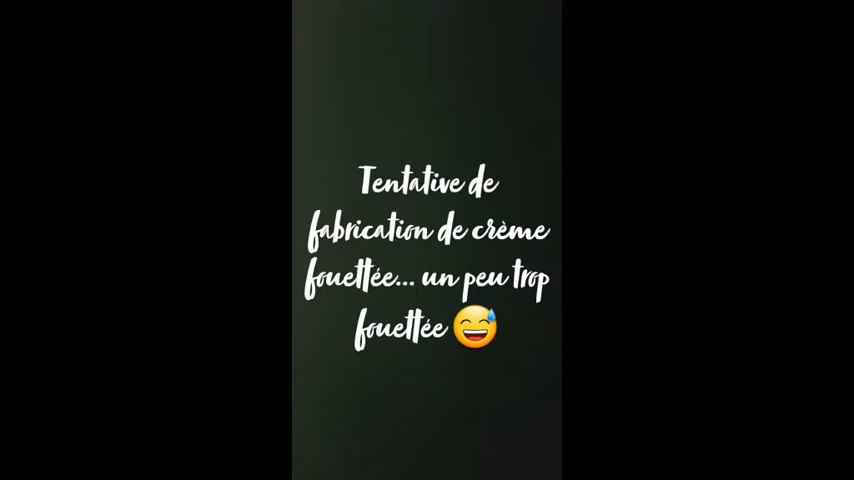 Tentative de
fabrication de crème
fouettée... un peu trop
fouettée 😅